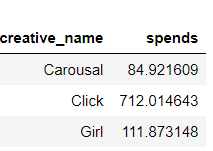 creative_name spends
Carousal 84.921609
Click 712.014643
Girl 111.873148